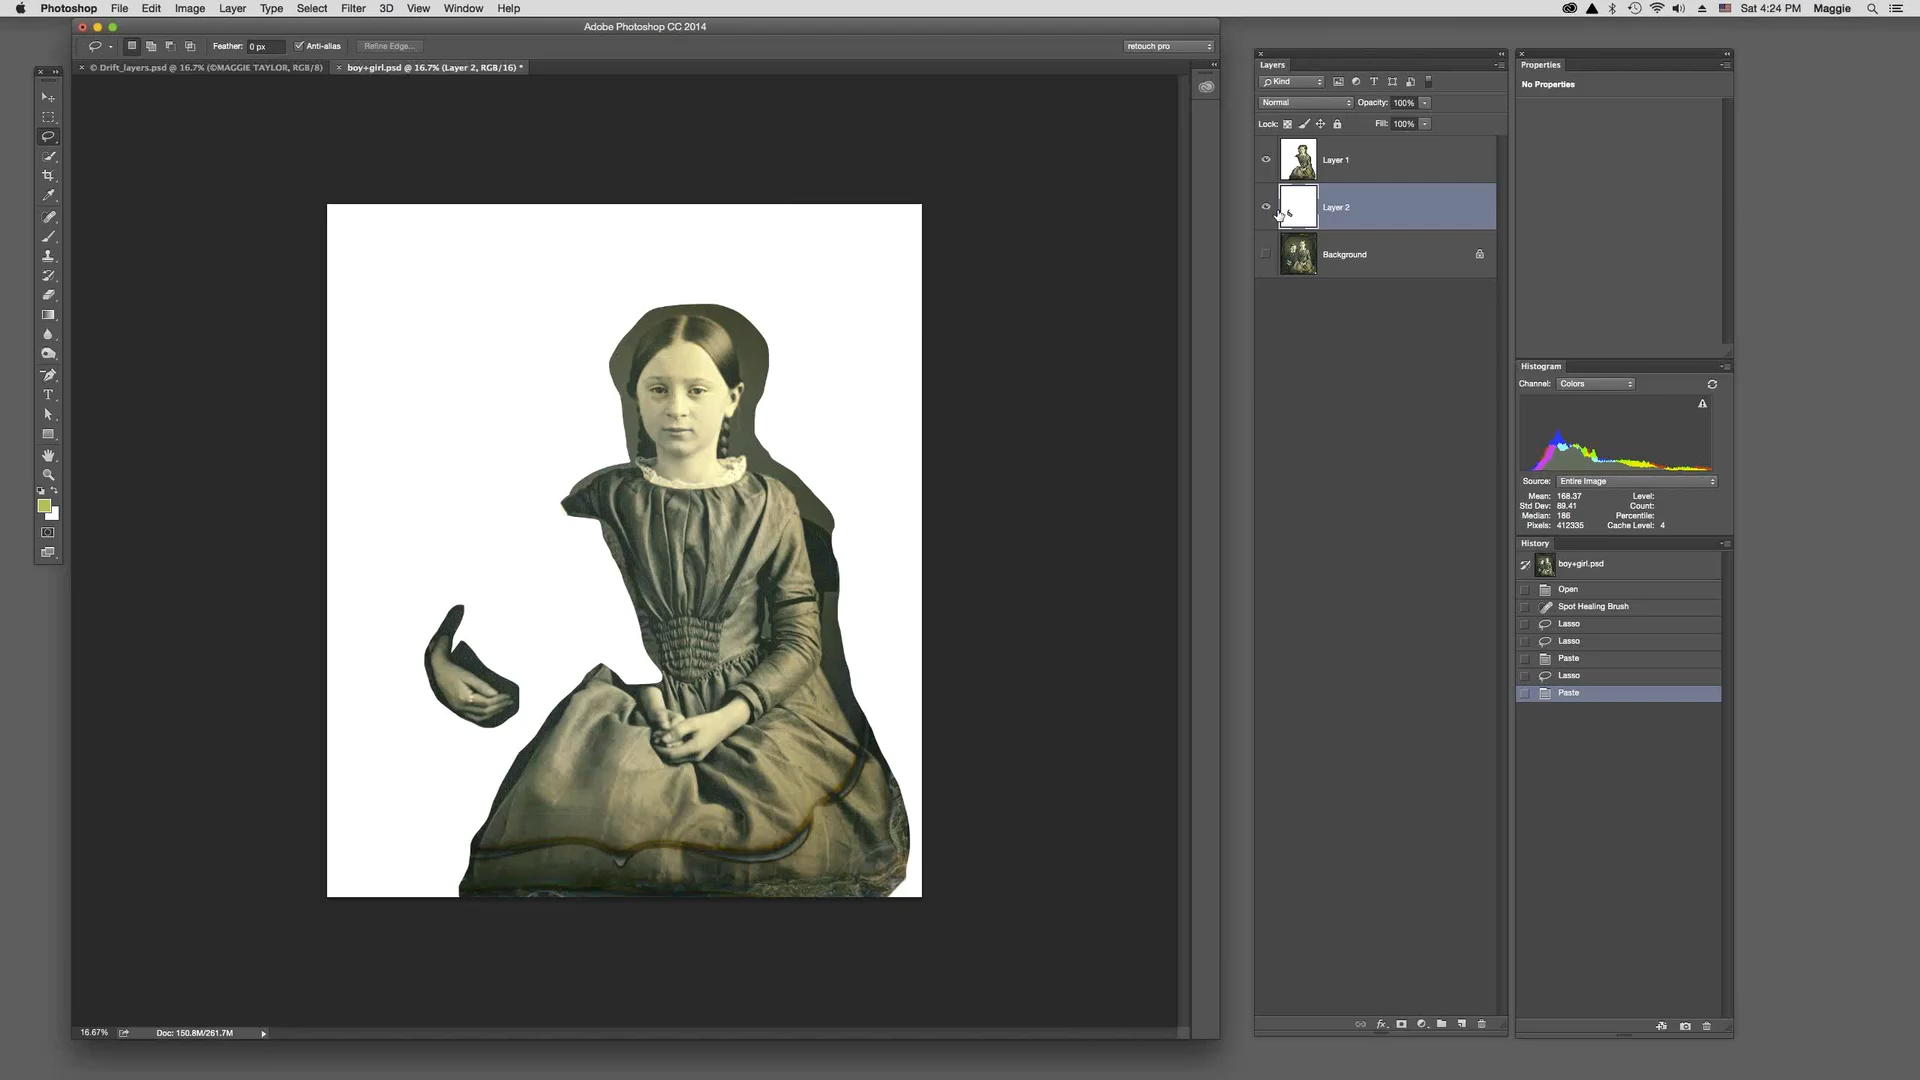 Photoshop File Edit Image Layer Type Select Filter 3D View Window Help Sat 4:24 PM Maggie
Adobe Photoshop CC 2014
Feather: 0 px Anti-alias Refine Edge... retouch pro
× © Drift_layers.psd @ 16.7% (©MAGGIE TAYLOR, RGB/8) × boy+girl.psd @ 16.7% (Layer 2, RGB/16) *
Layers
Kind
Normal Opacity: 100%
Lock: Fill: 100%
Layer 1
Layer 2
Background
Properties
No Properties
Histogram
Channel: Colors
Source: Entire Image
Mean: 168.37 Level:
Std Dev: 89.41 Count:
Median: 186 Percentile:
Pixels: 412335 Cache Level: 4
History
boy+girl.psd
Open
Spot Healing Brush
Lasso
Lasso
Paste
Lasso
Paste
16.67% Doc: 150.8M/261.7M